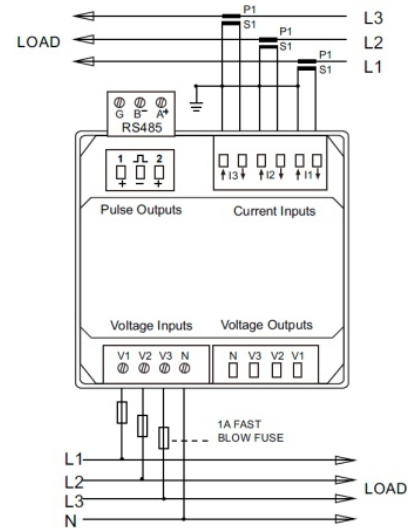 P1
L3
S1
LOAD
P1
L2
S1
P1
L1
S1
G B- A+
RS485
1 2
+ - +
I3 I2 I1
Pulse Outputs
Current Inputs
Voltage Inputs
Voltage Outputs
V1 V2 V3 N
N V3 V2 V1
1A FAST
BLOW FUSE
L1
L2
LOAD
L3
N